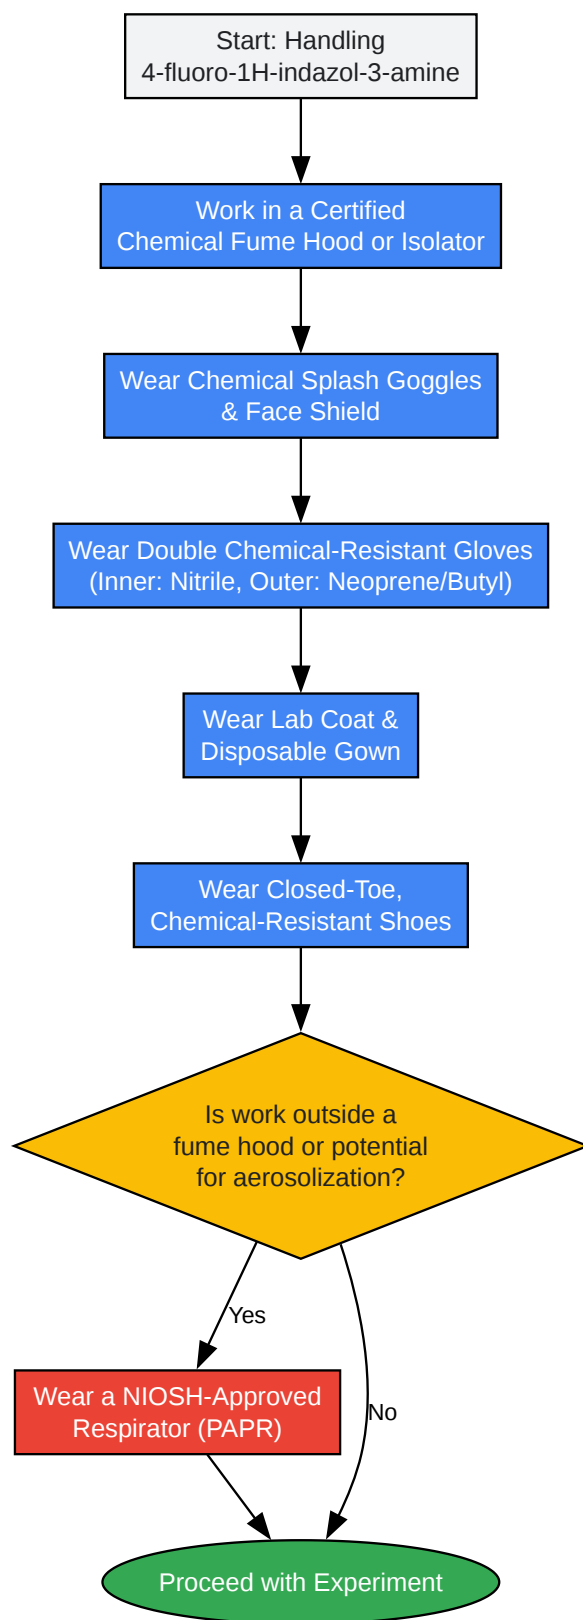 Start: Handling
4-fluoro-1H-indazol-3-amine
Work in a Certified
Chemical Fume Hood or Isolator
Wear Chemical Splash Goggles
& Face Shield
Wear Double Chemical-Resistant Gloves
(Inner: Nitrile, Outer: Neoprene/Butyl)
Wear Lab Coat &
Disposable Gown
Wear Closed-Toe,
Chemical-Resistant Shoes
Is work outside a
fume hood or potential
for aerosolization?
Yes
Wear a NIOSH-Approved
Respirator (PAPR)
No
Proceed with Experiment